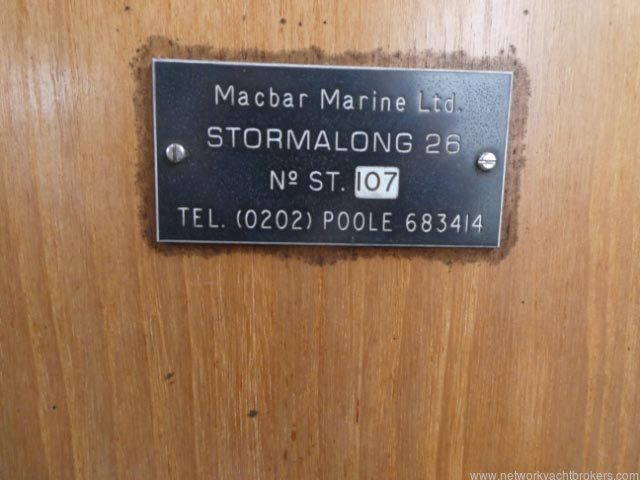 Macbar Marine Ltd.
STORMALONG 26
Nº ST. 107
TEL. (0202) POOLE 683414
www.networkyachtbrokers.com